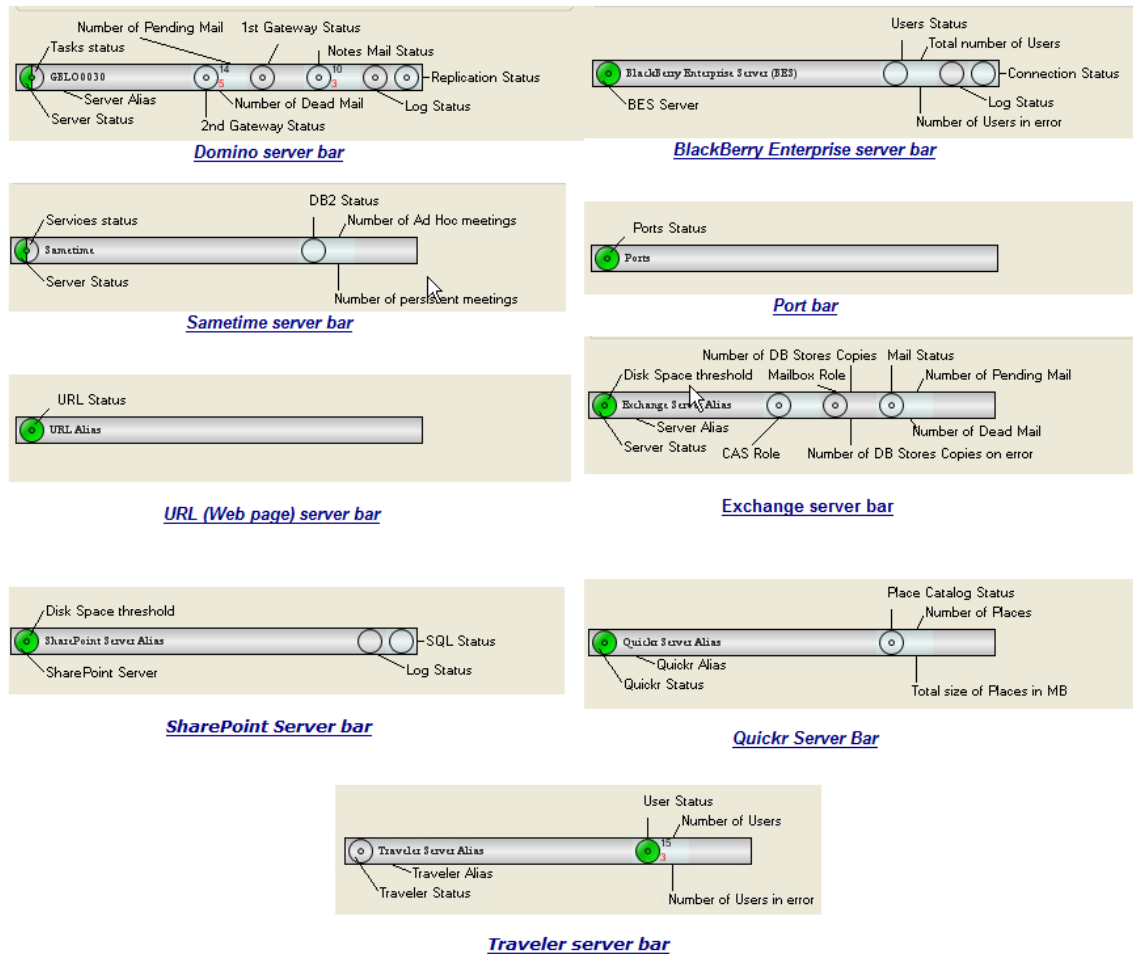 Number of Pending Mail 1st Gateway Status
Tasks status
Notes Mail Status
GBLO0030
14
5
10
3
Replication Status
Server Alias
Number of Dead Mail
Log Status
Server Status
2nd Gateway Status
Domino server bar
Users Status
Total number of Users
BlackBerry Enterprise Server (BES)
Connection Status
BES Server
Log Status
Number of Users in error
BlackBerry Enterprise server bar
DB2 Status
Services status
Number of Ad Hoc meetings
Sametime
Server Status
Number of persistent meetings
Sametime server bar
Ports Status
Ports
Port bar
URL Status
URL Alias
URL (Web page) server bar
Number of DB Stores Copies Mail Status
Disk Space threshold Mailbox Role
Number of Pending Mail
Exchange Server Alias
Server Alias
Number of Dead Mail
Server Status
CAS Role
Number of DB Stores Copies on error
Exchange server bar
Disk Space threshold
SharePoint Server Alias
SQL Status
SharePoint Server
Log Status
SharePoint Server bar
Place Catalog Status
Number of Places
Quickr Server Alias
Quickr Alias
Quickr Status
Total size of Places in MB
Quickr Server Bar
User Status
Number of Users
Traveler Server Alias
15
3
Traveler Alias
Traveler Status
Number of Users in error
Traveler server bar